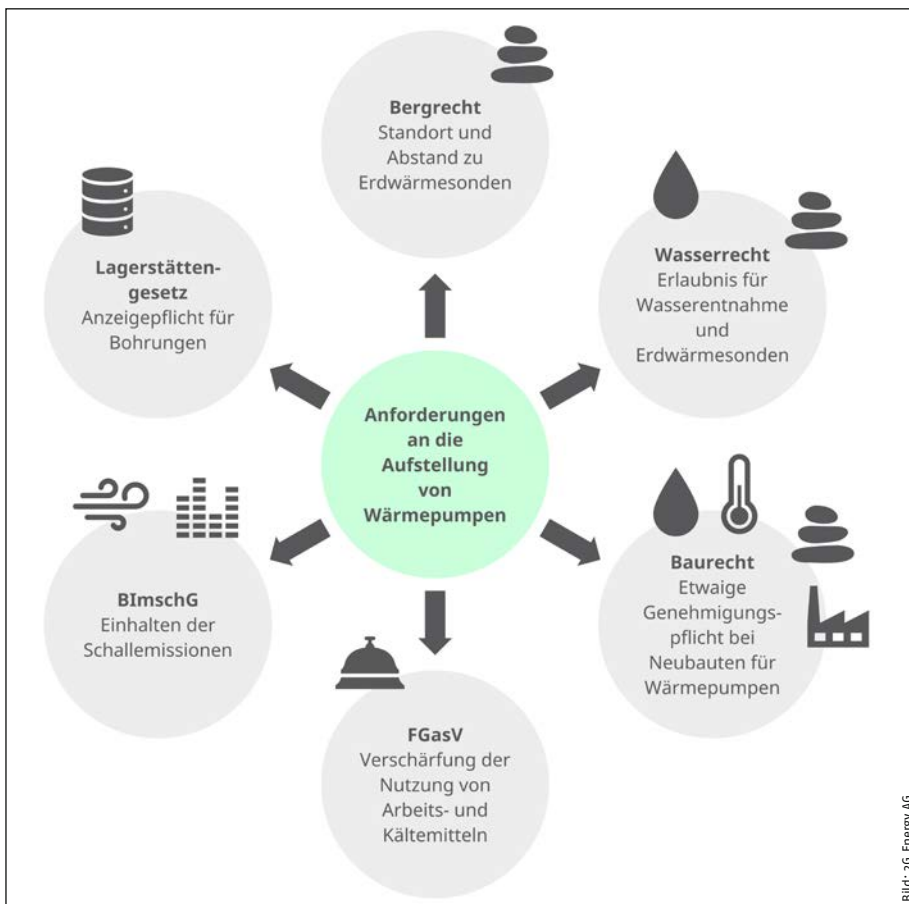 Bergrecht
Standort und
Abstand zu
Erdwärmesonden
Lagerstätten-
gesetz
Anzeigepflicht für
Bohrungen
Wasserrecht
Erlaubnis für
Wasserentnahme
und
Erdwärmesonden
Anforderungen
an die
Aufstellung
von
Wärmepumpen
BImschG
Einhalten der
Schallemissionen
Baurecht
Etwaige
Genehmigungs-
pflicht bei
Neubauten für
Wärmepumpen
FGasV
Verschärfung der
Nutzung von
Arbeits- und
Kältemitteln
Bild: 2G Energy AG